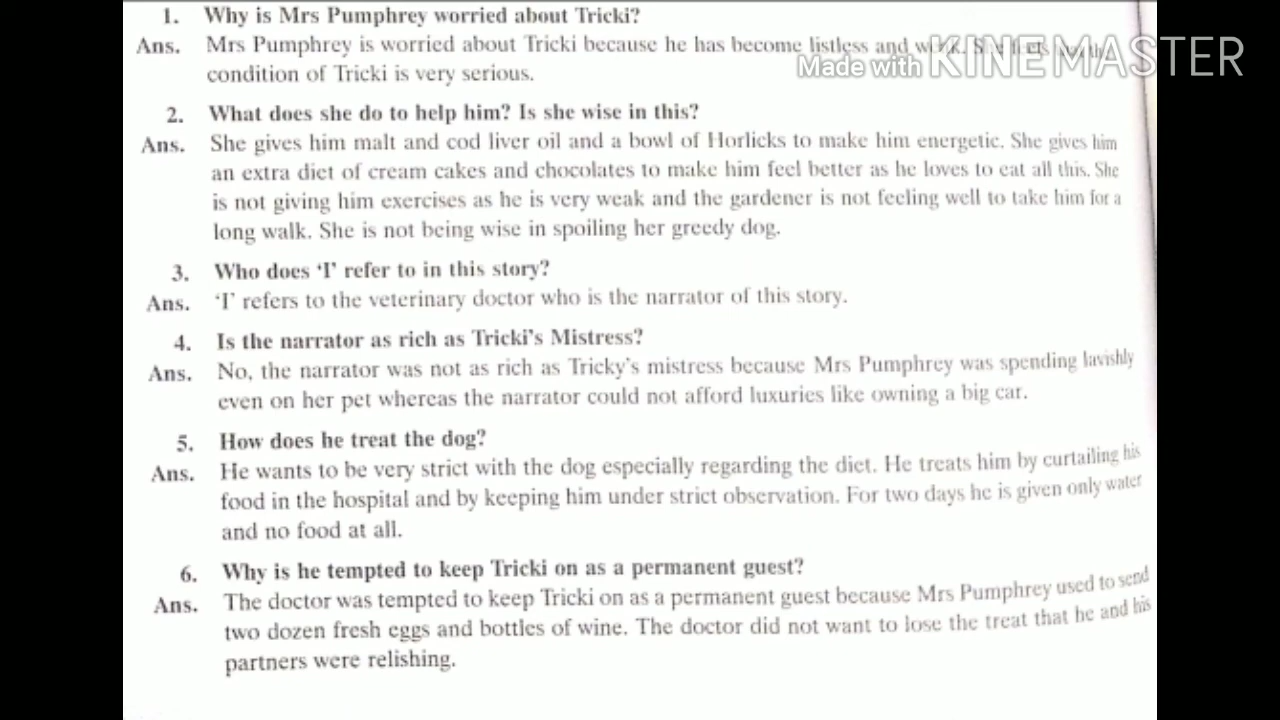 1. Why is Mrs Pumphrey worried about Tricki?
Made with KINEMASTER
Ans. Mrs Pumphrey is worried about Tricki because he has become listless and
condition of Tricki is very serious.
2. What does she do to help him? Is she wise in this?
Ans. She gives him malt and cod liver oil and a bowl of Horlicks to make him energetic. She gives him
an extra diet of cream cakes and chocolates to make him feel better as he loves to eat all this. She
is not giving him exercises as he is very weak and the gardener is not feeling well to take him for a
long walk. She is not being wise in spoiling her greedy dog.
3. Who does ‘I’ refer to in this story?
Ans. ‘I’ refers to the veterinary doctor who is the narrator of this story.
4. Is the narrator as rich as Tricki’s Mistress?
Ans. No, the narrator was not as rich as Tricky’s mistress because Mrs Pumphrey was spending lavishly
even on her pet whereas the narrator could not afford luxuries like owning a big car.
5. How does he treat the dog?
Ans. He wants to be very strict with the dog especially regarding the diet. He treats him by curtailing his
food in the hospital and by keeping him under strict observation. For two days he is given only water
and no food at all.
6. Why is he tempted to keep Tricki on as a permanent guest?
Ans. The doctor was tempted to keep Tricki on as a permanent guest because Mrs Pumphrey used to send
two dozen fresh eggs and bottles of wine. The doctor did not want to lose the treat that he and his
partners were relishing.